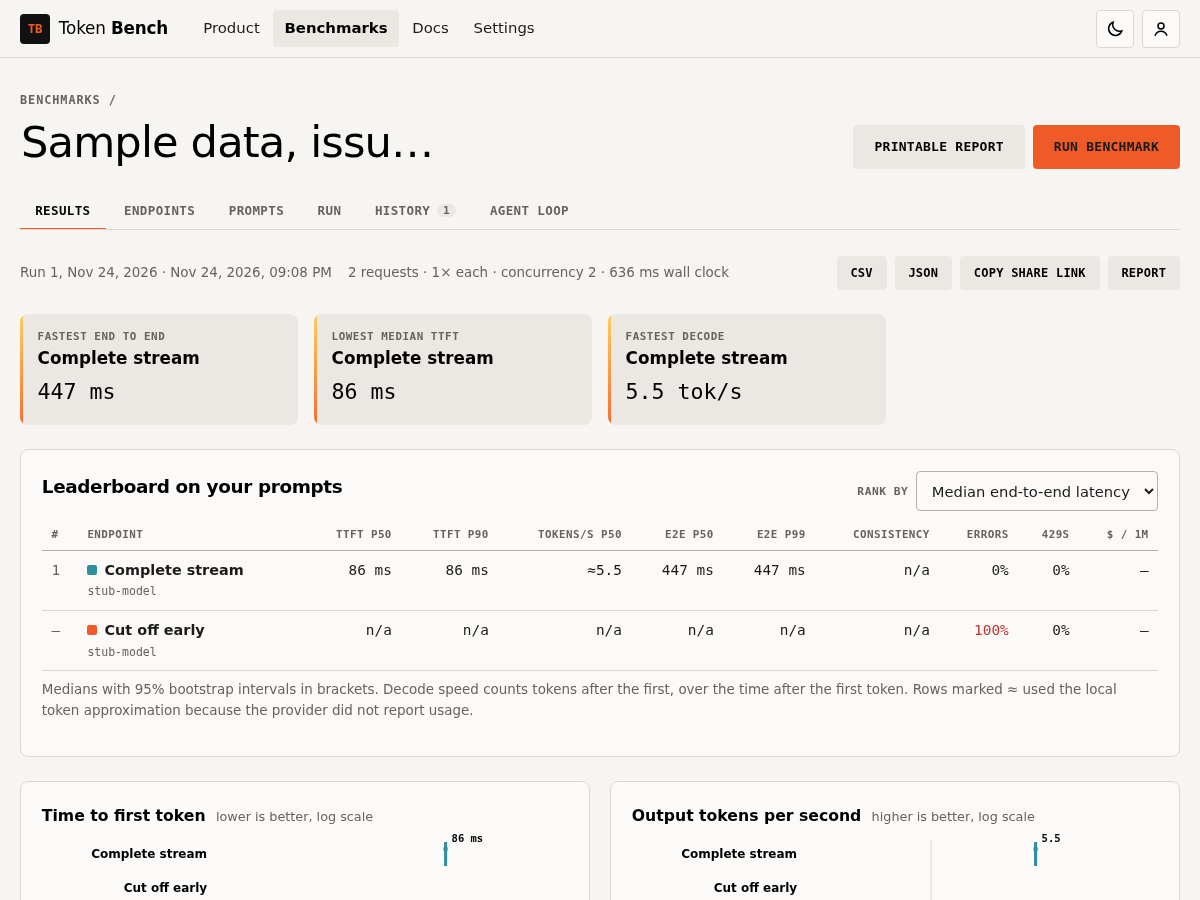 TB Token Bench Product Benchmarks Docs Settings
BENCHMARKS /
Sample data, issu…
PRINTABLE REPORT RUN BENCHMARK
RESULTS ENDPOINTS PROMPTS RUN HISTORY 1 AGENT LOOP
Run 1, Nov 24, 2026 · Nov 24, 2026, 09:08 PM 2 requests · 1× each · concurrency 2 · 636 ms wall clock CSV JSON COPY SHARE LINK REPORT
FASTEST END TO END LOWEST MEDIAN TTFT FASTEST DECODE
Complete stream Complete stream Complete stream
447 ms 86 ms 5.5 tok/s
Leaderboard on your prompts RANK BY Median end-to-end latency
# ENDPOINT TTFT P50 TTFT P90 TOKENS/S P50 E2E P50 E2E P99 CONSISTENCY ERRORS 429S $ / 1M
1 Complete stream 86 ms 86 ms ≈5.5 447 ms 447 ms n/a 0% 0% —
stub-model
— Cut off early n/a n/a n/a n/a n/a n/a 100% 0% —
stub-model
Medians with 95% bootstrap intervals in brackets. Decode speed counts tokens after the first, over the time after the first token. Rows marked ≈ used the local
token approximation because the provider did not report usage.
Time to first token lower is better, log scale Output tokens per second higher is better, log scale
86 ms 5.5
Complete stream Complete stream
Cut off early Cut off early